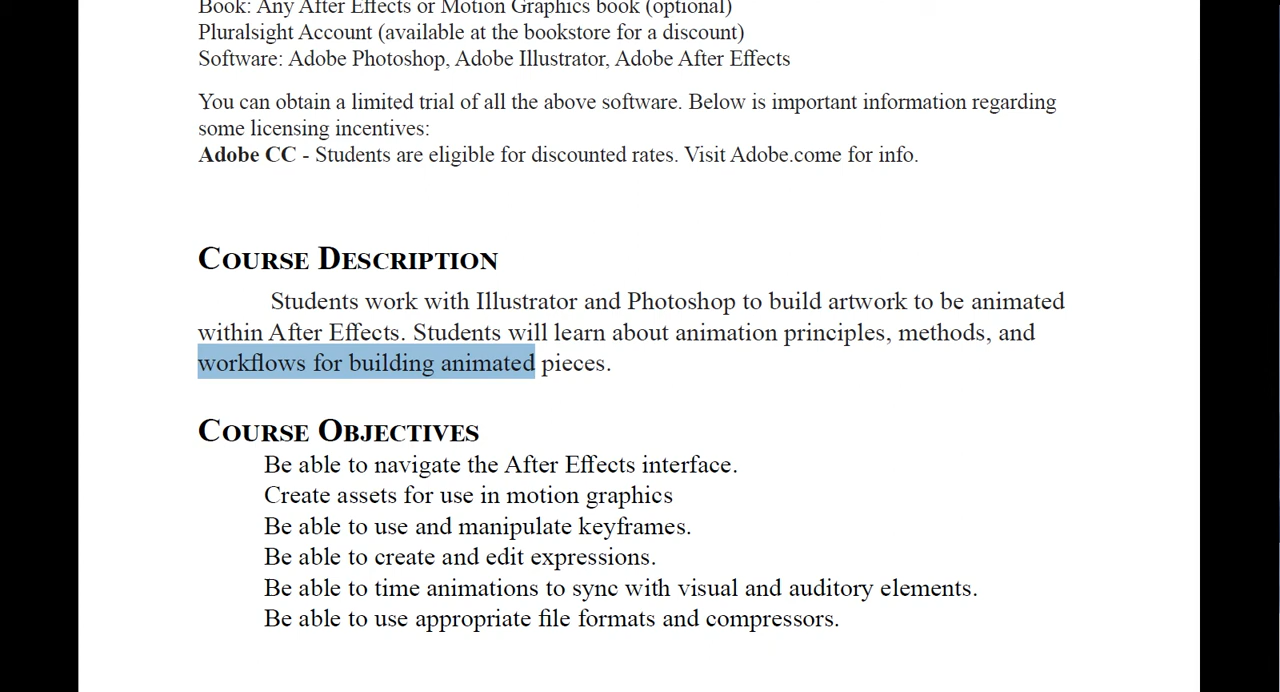 Book: Any After Effects or Motion Graphics book (optional)
Pluralsight Account (available at the bookstore for a discount)
Software: Adobe Photoshop, Adobe Illustrator, Adobe After Effects
You can obtain a limited trial of all the above software. Below is important information regarding
some licensing incentives:
Adobe CC - Students are eligible for discounted rates. Visit Adobe.come for info.
Course Description
Students work with Illustrator and Photoshop to build artwork to be animated
within After Effects. Students will learn about animation principles, methods, and
workflows for building animated pieces.
Course Objectives
Be able to navigate the After Effects interface.
Create assets for use in motion graphics
Be able to use and manipulate keyframes.
Be able to create and edit expressions.
Be able to time animations to sync with visual and auditory elements.
Be able to use appropriate file formats and compressors.